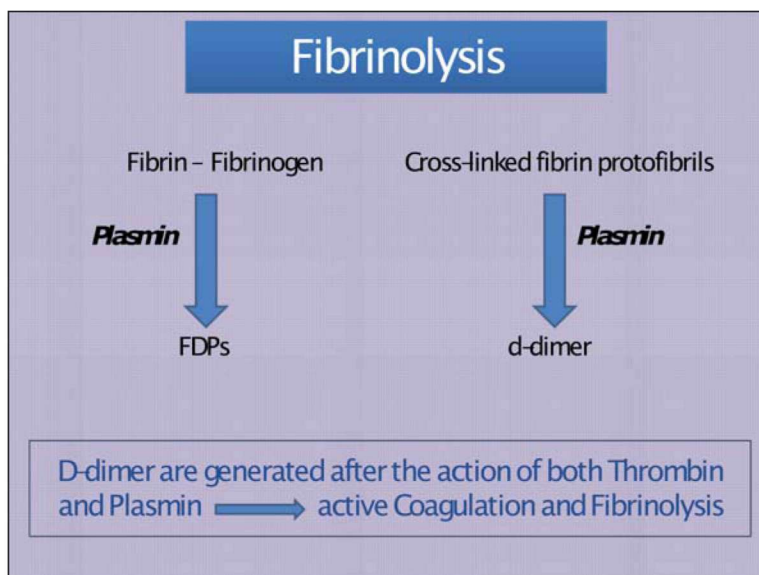 Fibrinolysis
Fibrin – Fibrinogen
Cross-linked fibrin protofibrils
Plasmin
Plasmin
FDPs
d-dimer
D-dimer are generated after the action of both Thrombin
and Plasmin active Coagulation and Fibrinolysis